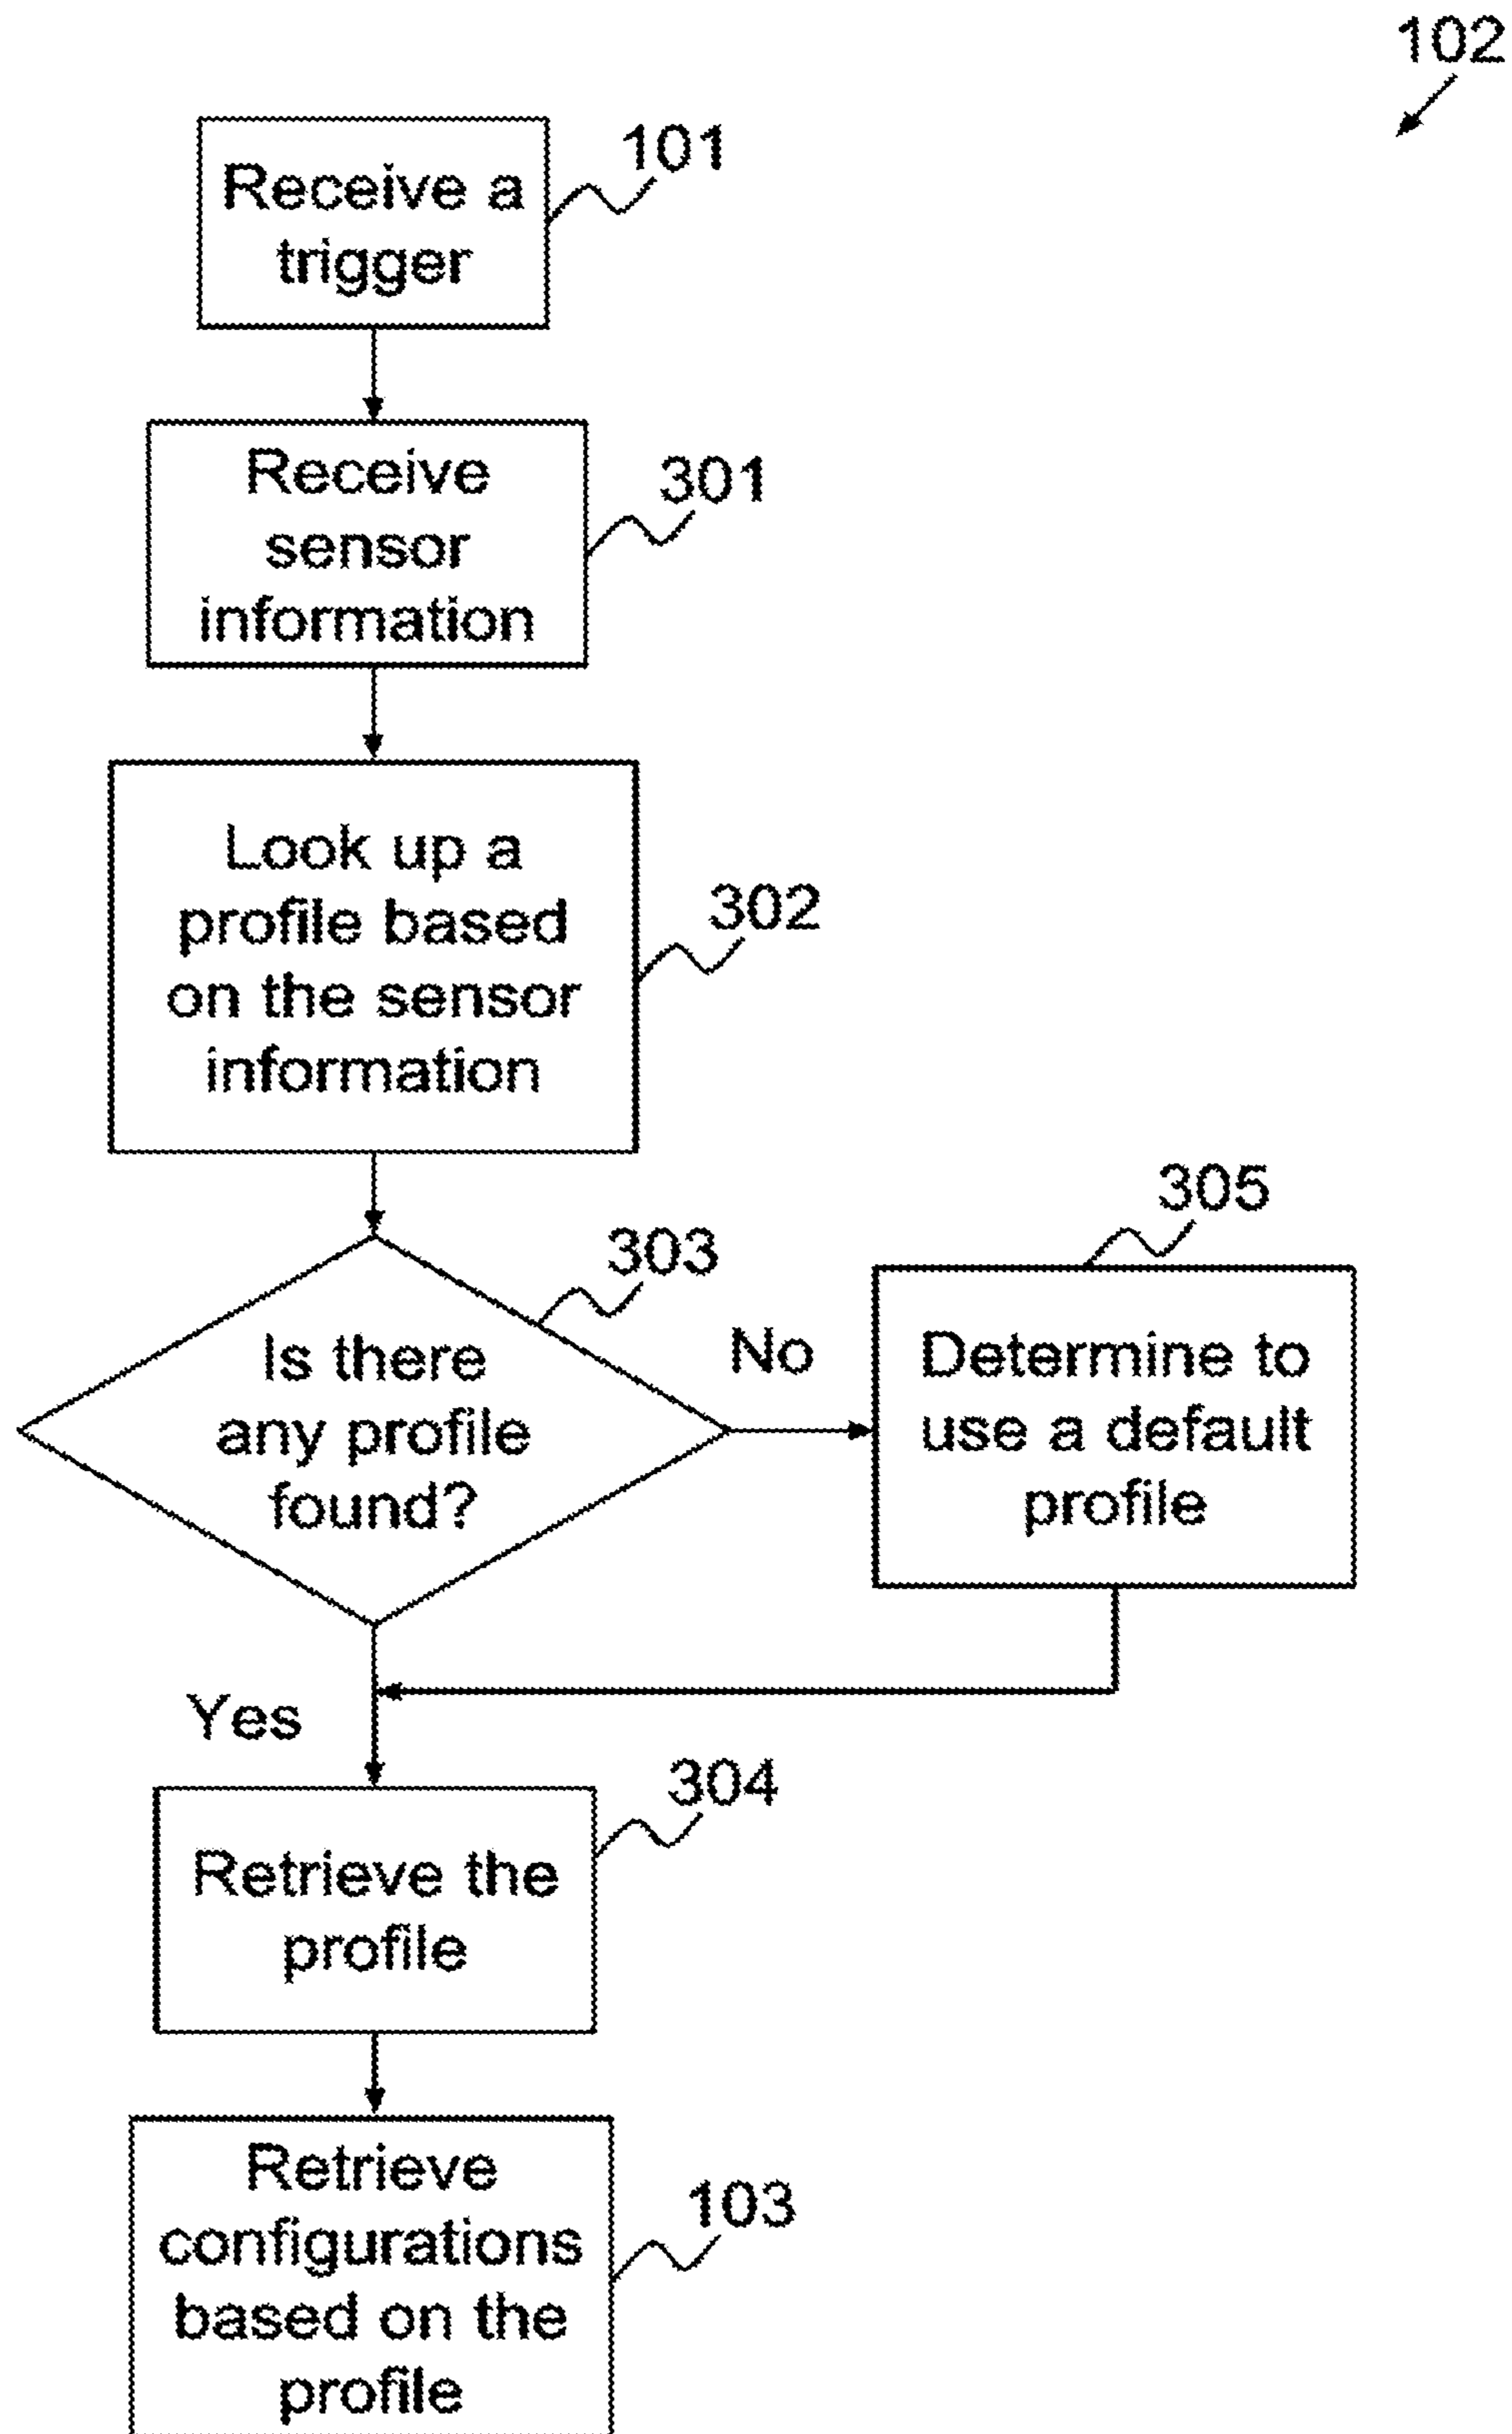 102
Receive a
trigger
101
Receive
sensor
information
301
Look up a
profile based
on the sensor
information
302
Is there
any profile
found?
303
No
305
Determine to
use a default
profile
Yes
304
Retrieve the
profile
Retrieve
configurations
based on the
profile
103